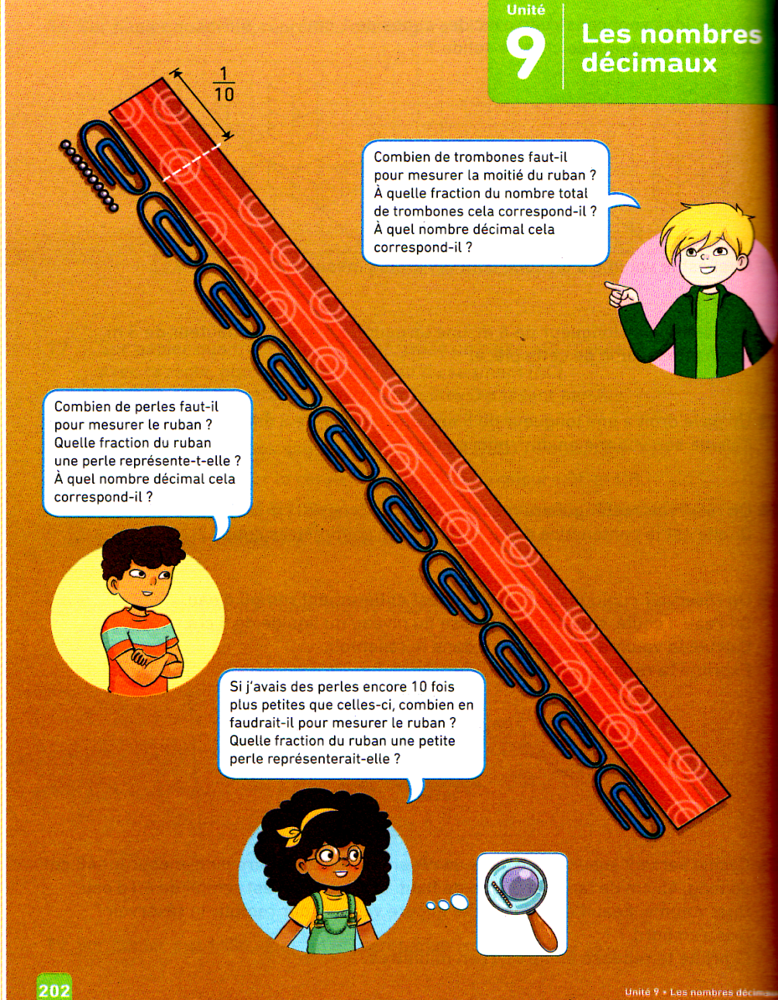 Unité
9
Les nombres
décimaux
1
10
Combien de trombones faut-il
pour mesurer la moitié du ruban ?
À quelle fraction du nombre total
de trombones cela correspond-il ?
À quel nombre décimal cela
correspond-il ?
Combien de perles faut-il
pour mesurer le ruban ?
Quelle fraction du ruban
une perle représente-t-elle ?
À quel nombre décimal cela
correspond-il ?
Si j'avais des perles encore 10 fois
plus petites que celles-ci, combien en
faudrait-il pour mesurer le ruban ?
Quelle fraction du ruban une petite
perle représenterait-elle ?
202
Unité 9 • Les nombres